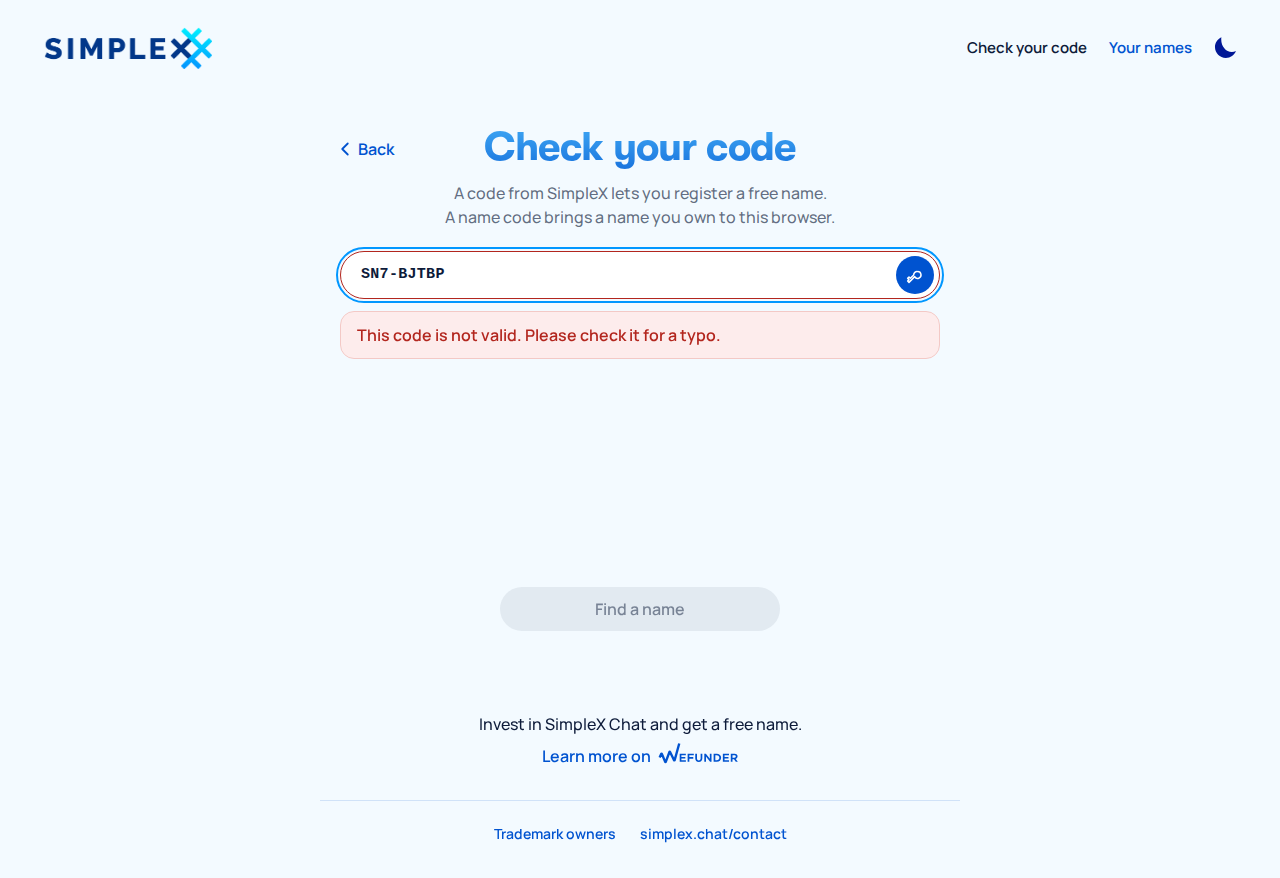 SIMPLEX
Check your code
Your names
Back
Check your code
A code from SimpleX lets you register a free name.
A name code brings a name you own to this browser.
SN7-BJTBP
This code is not valid. Please check it for a typo.
Find a name
Invest in SimpleX Chat and get a free name.
Learn more on WEFUNDER
Trademark owners
simplex.chat/contact